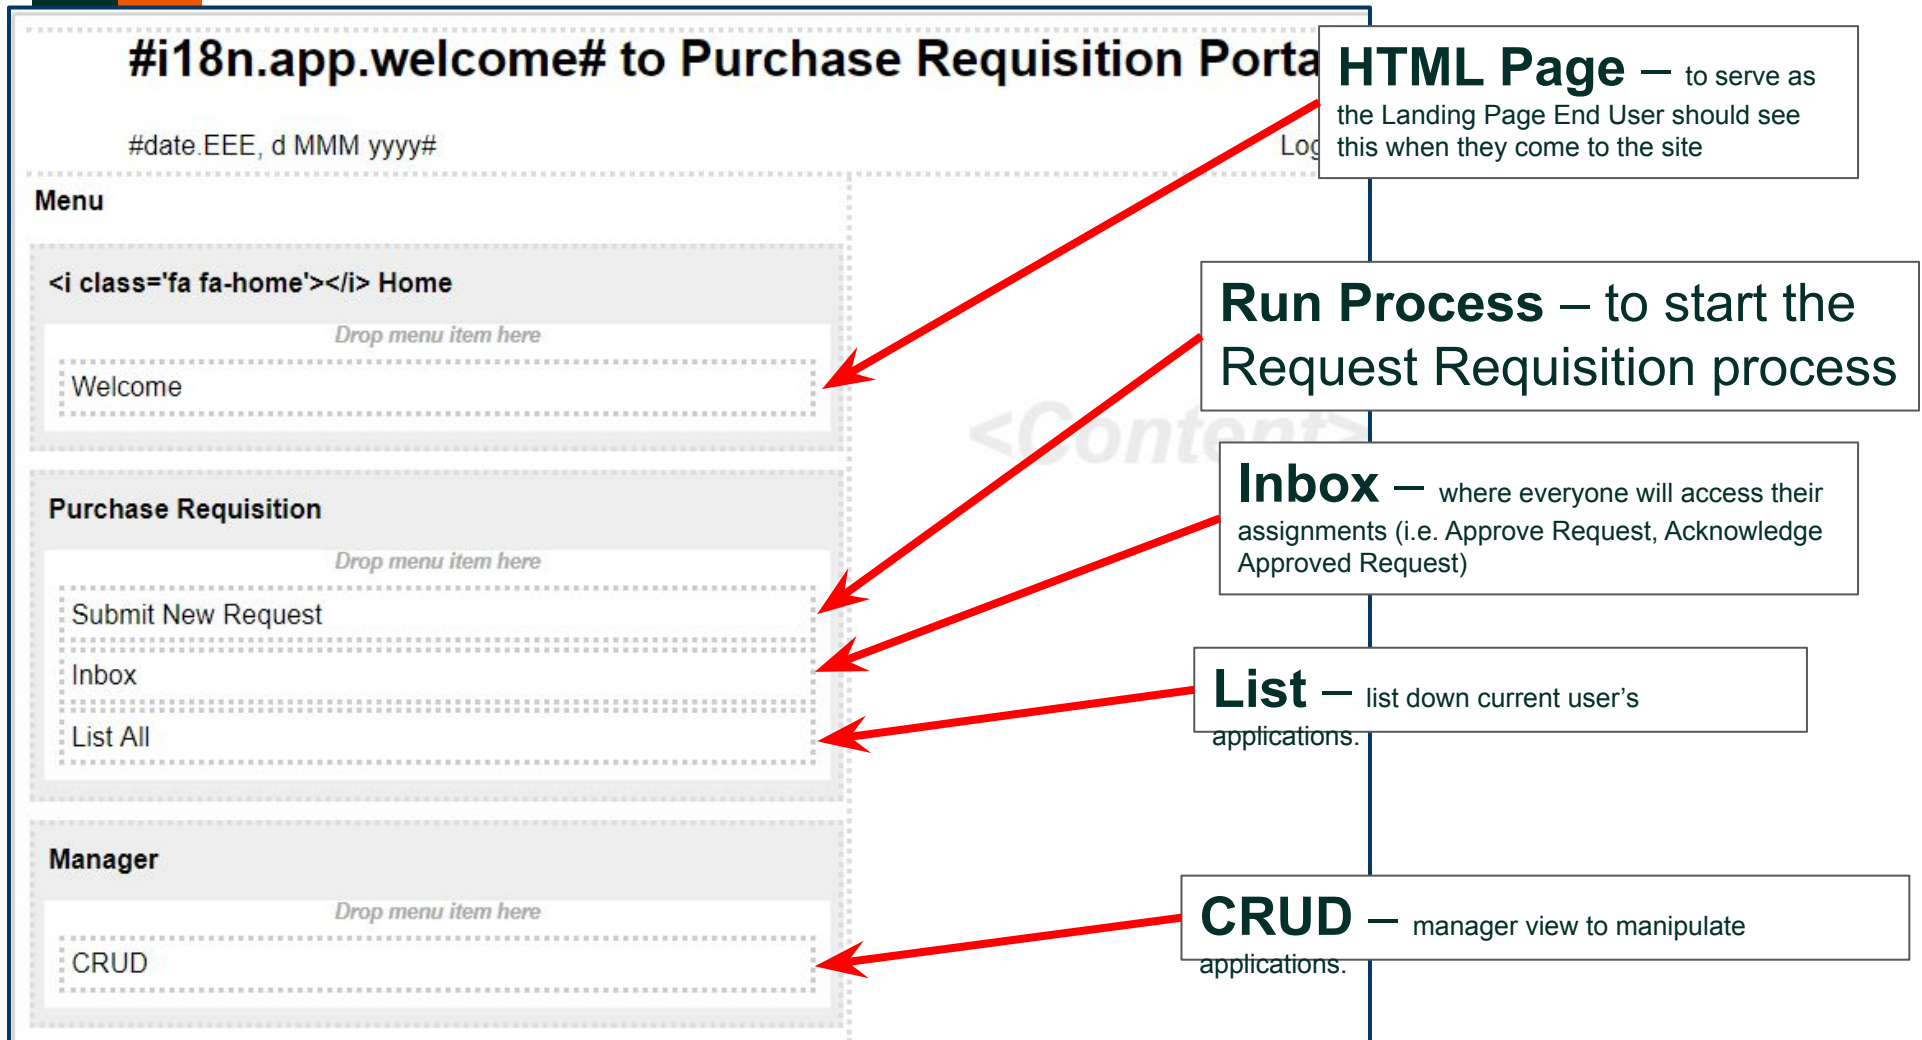 #i18n.app.welcome# to Purchase Requisition Porta
#date.EEE, d MMM yyyy#
Log
Menu
<i class='fa fa-home'></i> Home
Drop menu item here
Welcome
Purchase Requisition
Drop menu item here
Submit New Request
Inbox
List All
Manager
Drop menu item here
CRUD
<Content>
HTML Page – to serve as
the Landing Page End User should see
this when they come to the site
Run Process – to start the
Request Requisition process
Inbox – where everyone will access their
assignments (i.e. Approve Request, Acknowledge
Approved Request)
List – list down current user’s
applications.
CRUD – manager view to manipulate
applications.